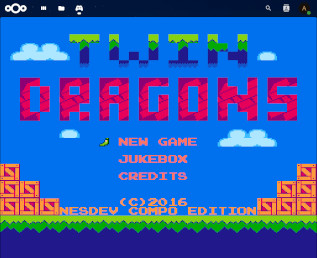 TWIN
DRAGONS
NEW GAME
JUKEBOX
CREDITS
(C)2016
NESDEV COMPO EDITION
A